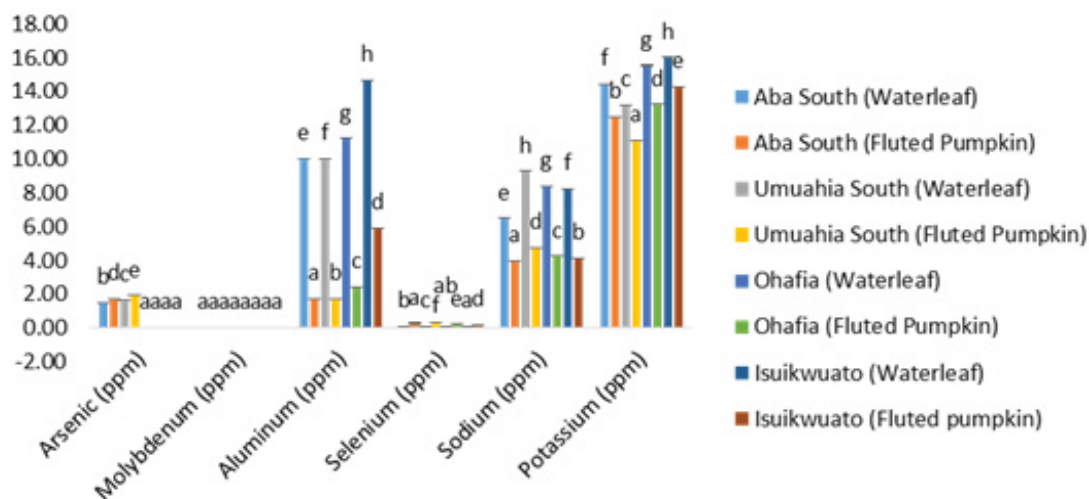 18.00
16.00
14.00
12.00
10.00
8.00
6.00
4.00
2.00
0.00
-2.00
b d c e a a a a
a a a a a a a a
e a f b g c h d
b a c f ab e a d
e a h d g c f b
f b c a g d h e
Arsenic (ppm)
Molybdenum (ppm)
Aluminum (ppm)
Selenium (ppm)
Sodium (ppm)
Potassium (ppm)
Aba South (Waterleaf)
Aba South (Fluted Pumpkin)
Umuahia South (Waterleaf)
Umuahia South (Fluted Pumpkin)
Ohafia (Waterleaf)
Ohafia (Fluted Pumpkin)
Isuikwuato (Waterleaf)
Isuikwuato (Fluted pumpkin)